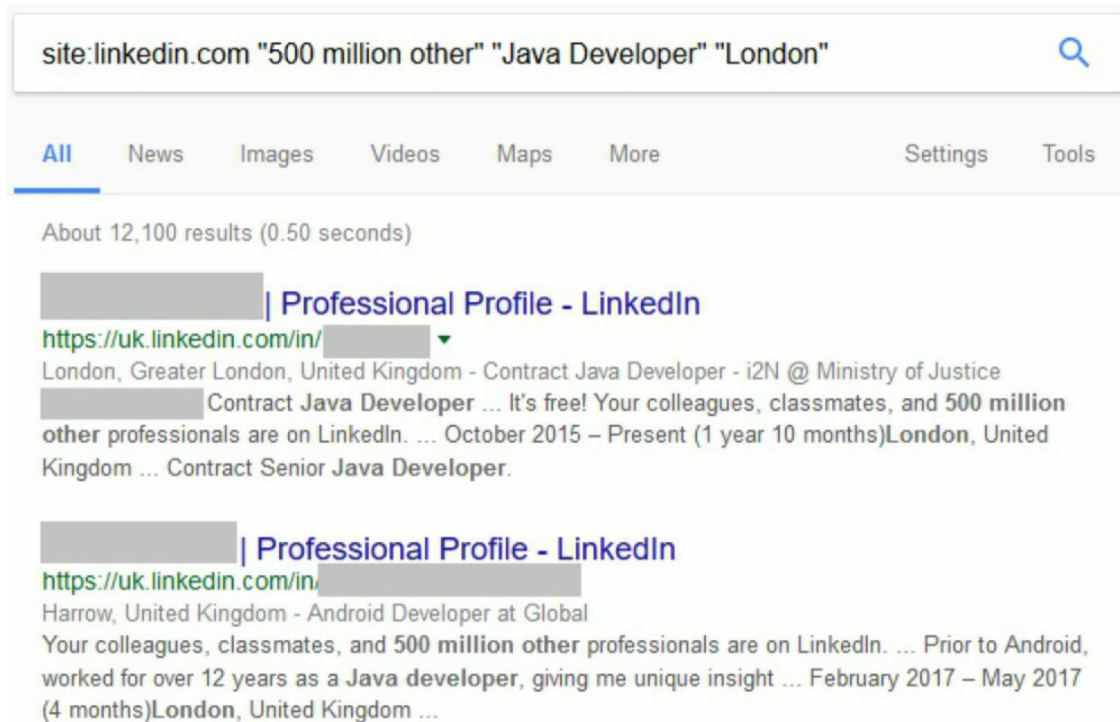 site:linkedin.com "500 million other" "Java Developer" "London"
All News Images Videos Maps More Settings Tools
About 12,100 results (0.50 seconds)
| Professional Profile - LinkedIn
https://uk.linkedin.com/in/
London, Greater London, United Kingdom - Contract Java Developer - i2N @ Ministry of Justice
Contract Java Developer ... It's free! Your colleagues, classmates, and 500 million
other professionals are on LinkedIn. ... October 2015 – Present (1 year 10 months)London, United
Kingdom ... Contract Senior Java Developer.
| Professional Profile - LinkedIn
https://uk.linkedin.com/in/
Harrow, United Kingdom - Android Developer at Global
Your colleagues, classmates, and 500 million other professionals are on LinkedIn. ... Prior to Android,
worked for over 12 years as a Java developer, giving me unique insight ... February 2017 – May 2017
(4 months)London, United Kingdom ...